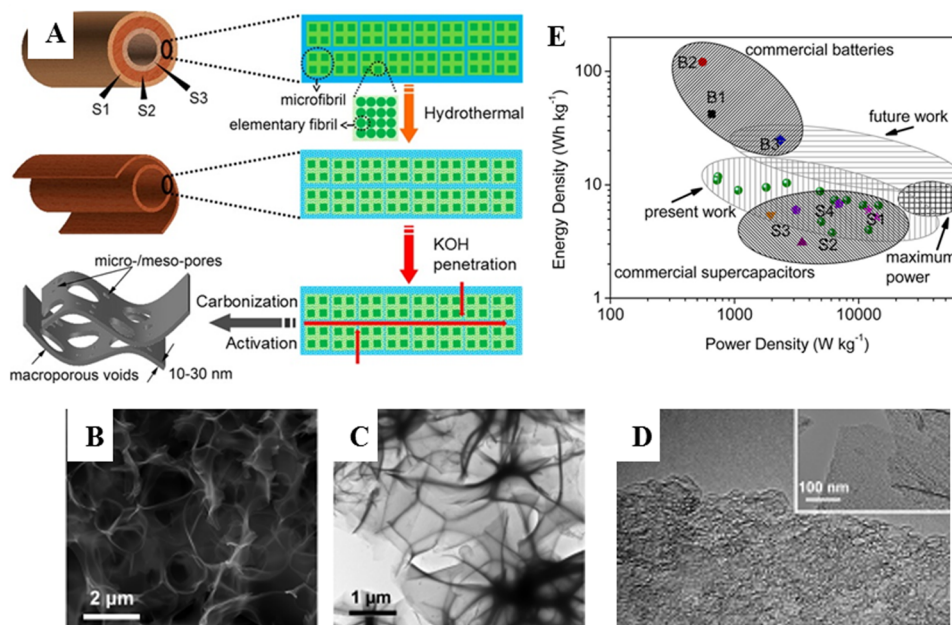 A
S1
S2
S3
microfibril
elementary fibril
Hydrothermal
KOH
penetration
micro-/meso-pores
macroporous voids
10-30 nm
Carbonization
Activation
E
Energy Density (Wh kg⁻¹)
100
10
1
commercial batteries
B2
B1
B3
future work
present work
S4
S1
S3
S2
commercial supercapacitors
maximum
power
100
1000
10000
Power Density (W kg⁻¹)
B
2 µm
C
1 µm
D
100 nm